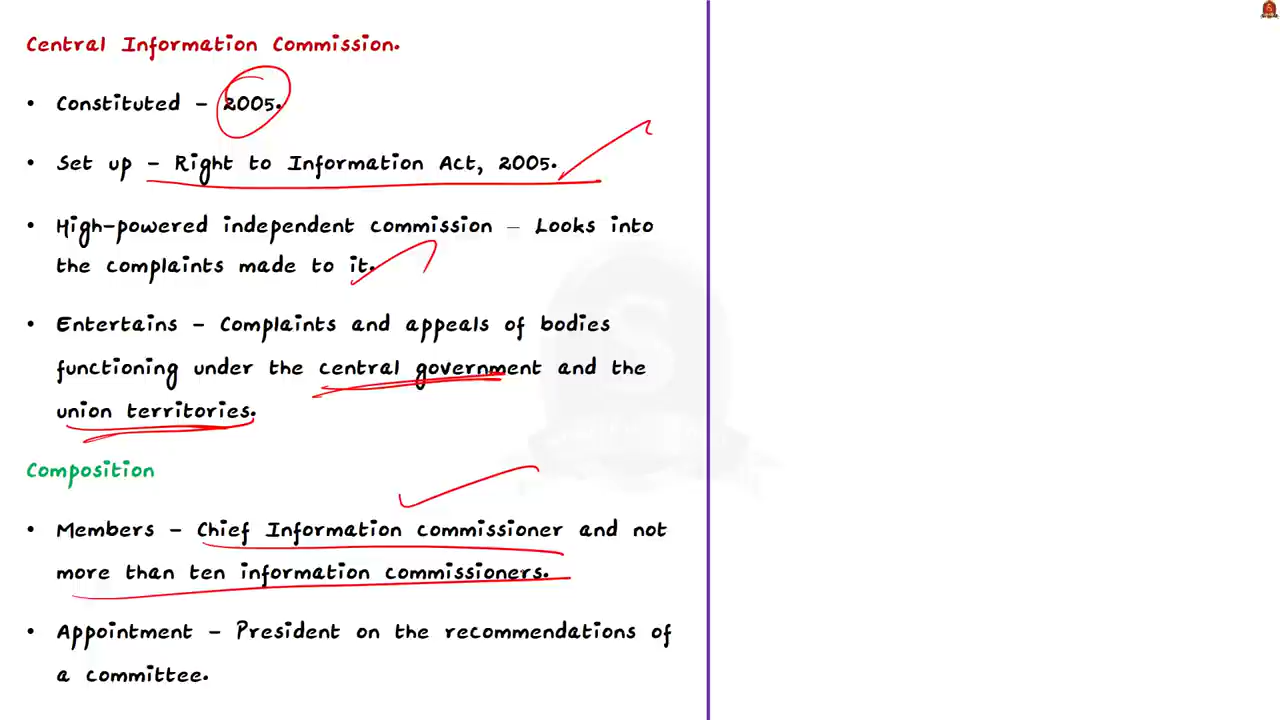 Central Information Commission.
• Constituted - 2005.
• Set up - Right to Information Act, 2005.
• High-powered independent commission – Looks into
the complaints made to it.
• Entertains - Complaints and appeals of bodies
functioning under the central government and the
union territories.
Composition
• Members - Chief Information commissioner and not
more than ten information commissioners.
• Appointment - President on the recommendations of
a committee.